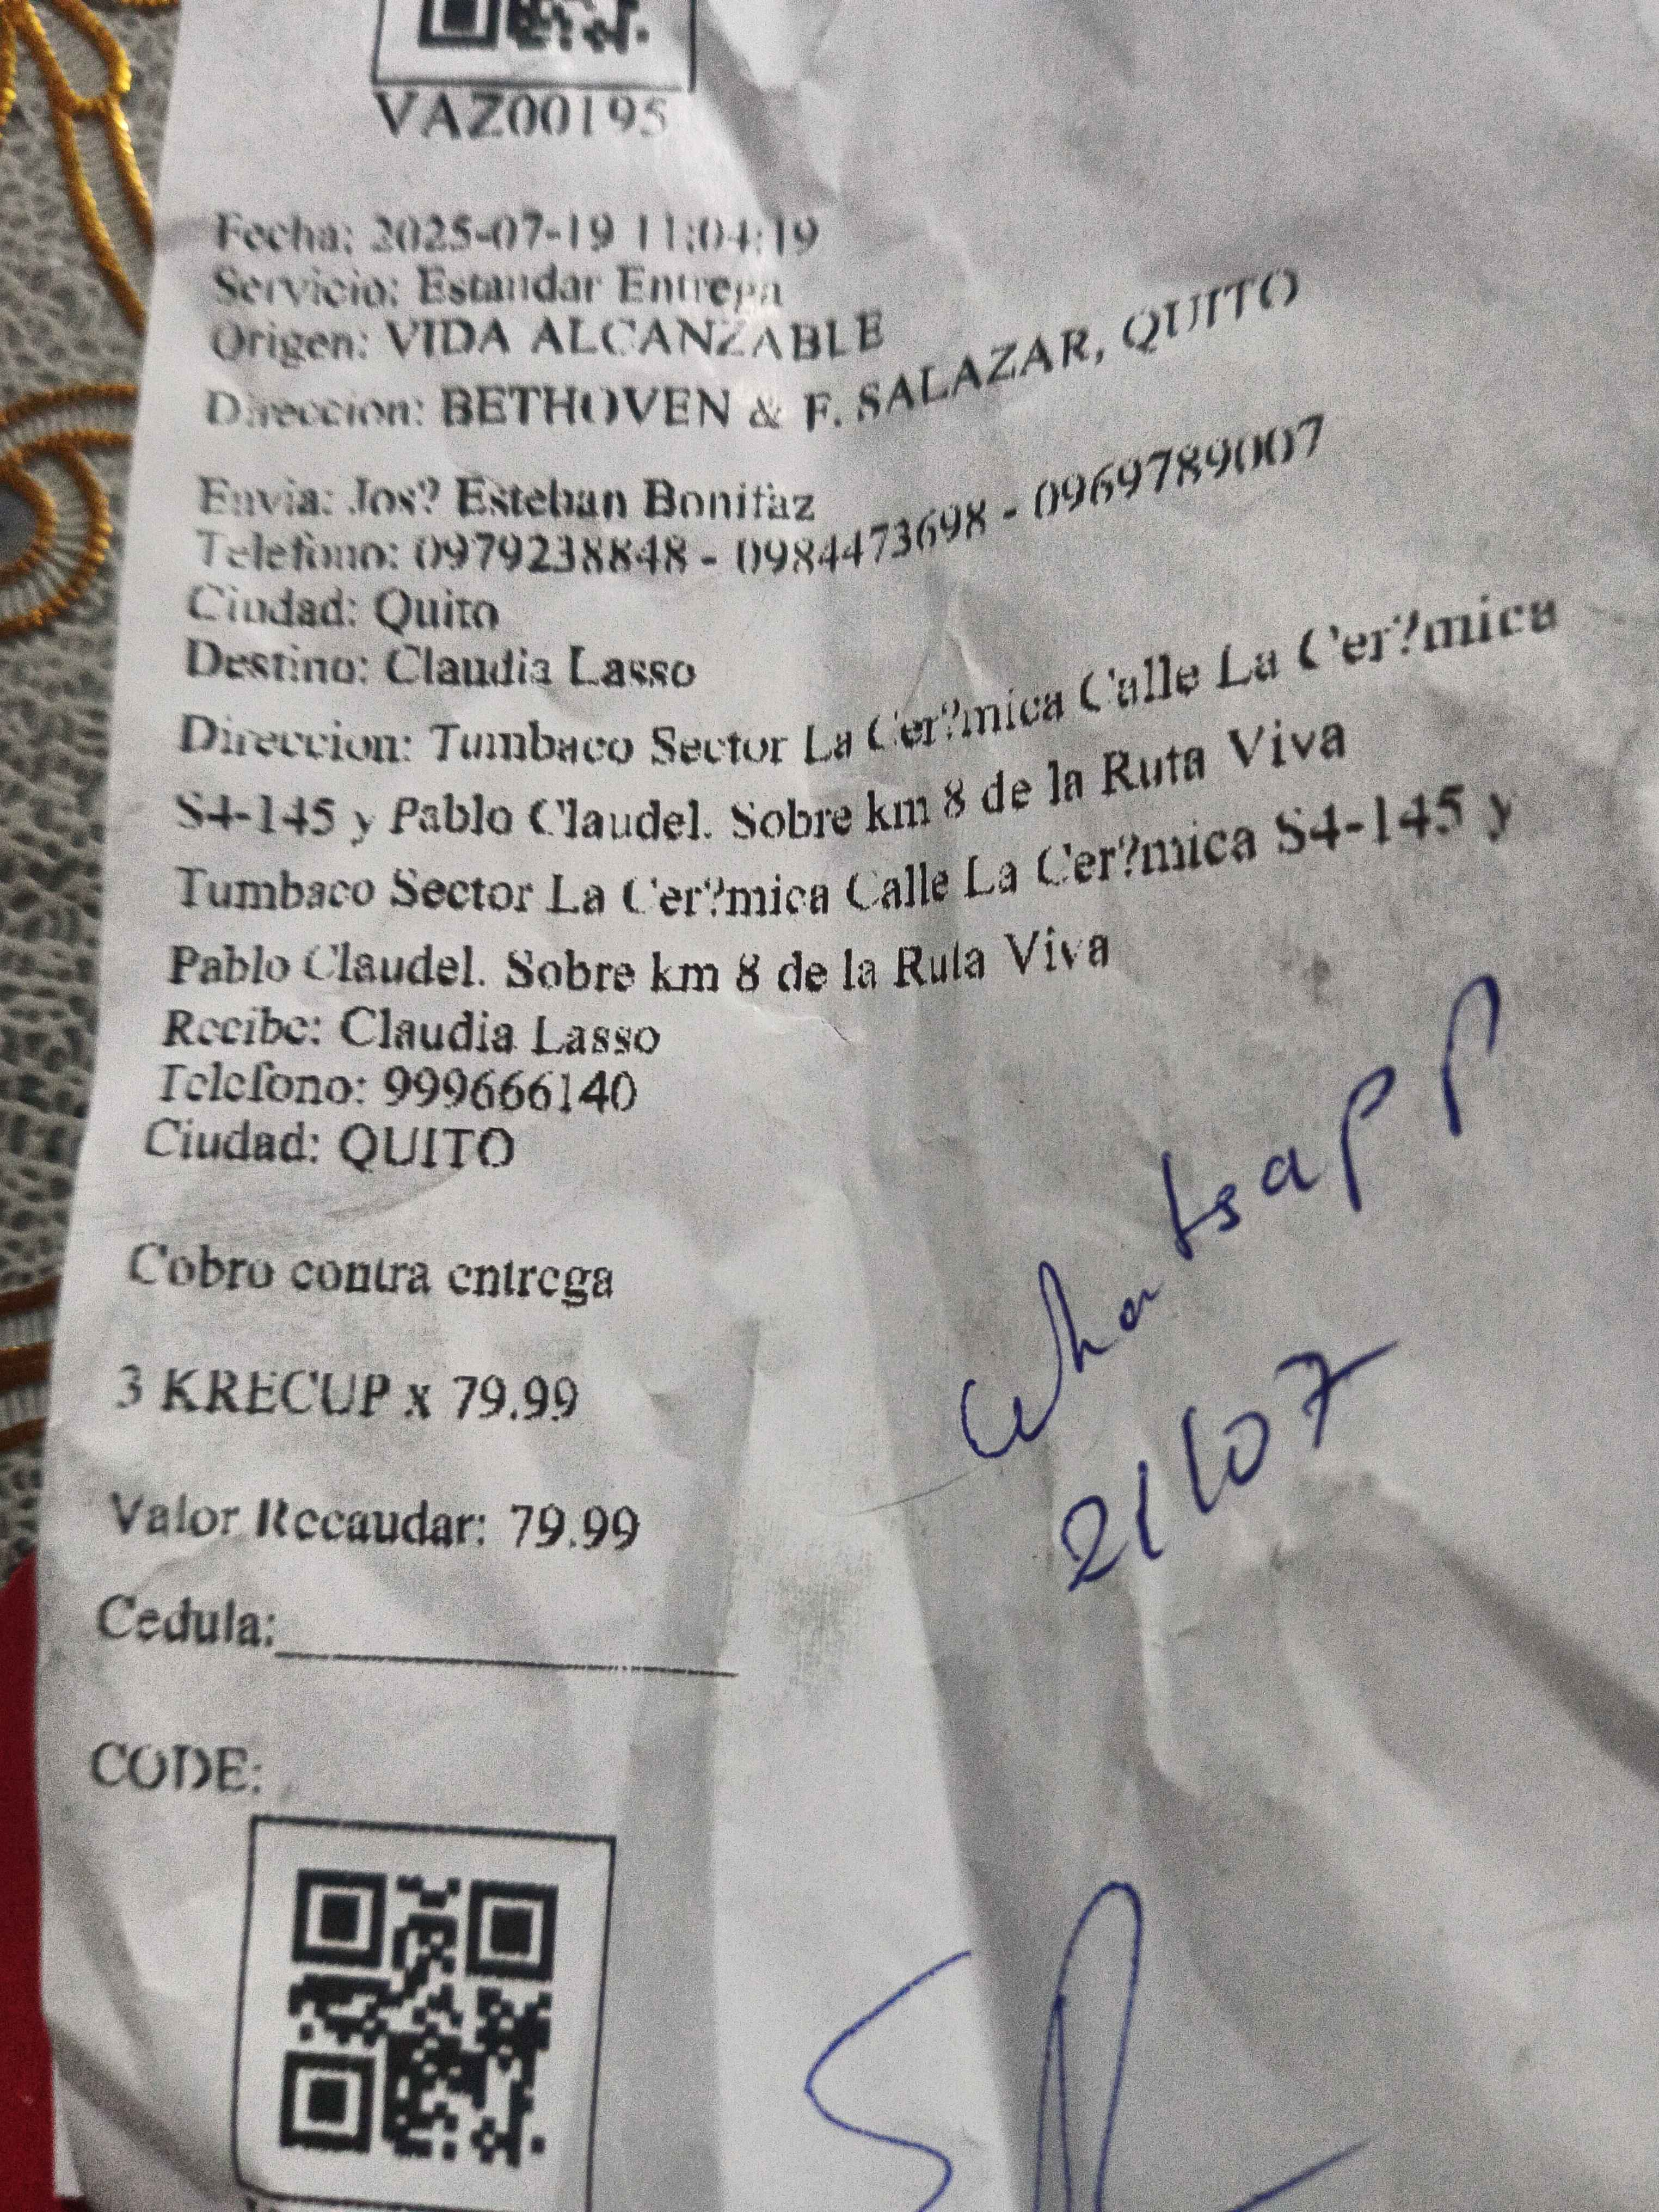 VAZ00195
Fecha: 2025-07-19 11:04:19
Servicio: Estandar Entrega
Origen: VIDA ALCANZABLE
Direccion: BETHOVEN & F. SALAZAR, QUITO
Envia: Jos? Esteban Bonifaz
Telefono: 0979238848 - 0984473698 - 0969789007
Ciudad: Quito
Destino: Claudia Lasso
Direccion: Tumbaco Sector La Cer?mica Calle La Cer?mica
S4-145 y Pablo Claudel. Sobre km 8 de la Ruta Viva
Tumbaco Sector La Cer?mica Calle La Cer?mica S4-145 y
Pablo Claudel. Sobre km 8 de la Ruta Viva
Recibe: Claudia Lasso
Telefono: 999666140
Ciudad: QUITO
Cobro contra entrega
3 KRECUP x 79.99
Valor Recaudar: 79.99
Cedula:
CODE:
Whatsapp
21/07